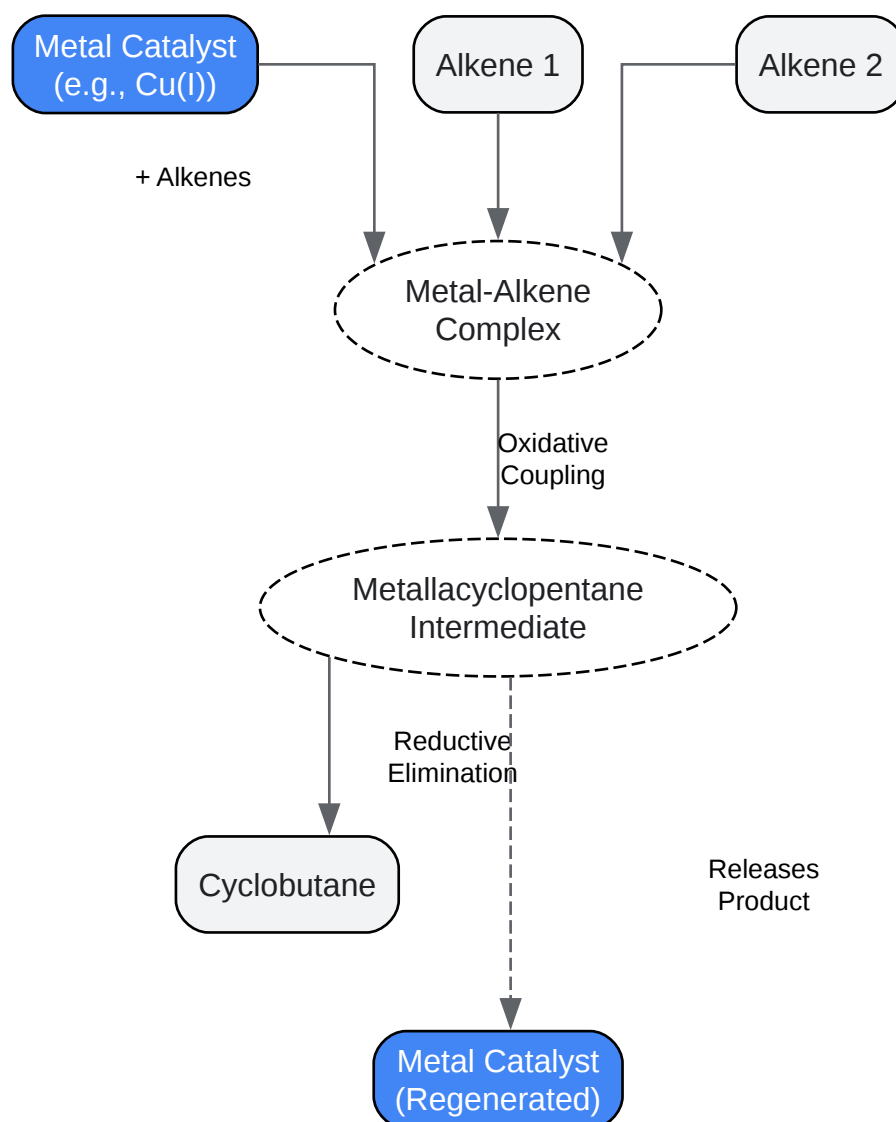 Metal Catalyst
(e.g., Cu(I))
Alkene 1
Alkene 2
+ Alkenes
Metal-Alkene
Complex
Oxidative
Coupling
Metallacyclopentane
Intermediate
Reductive
Elimination
Cyclobutane
Releases
Product
Metal Catalyst
(Regenerated)